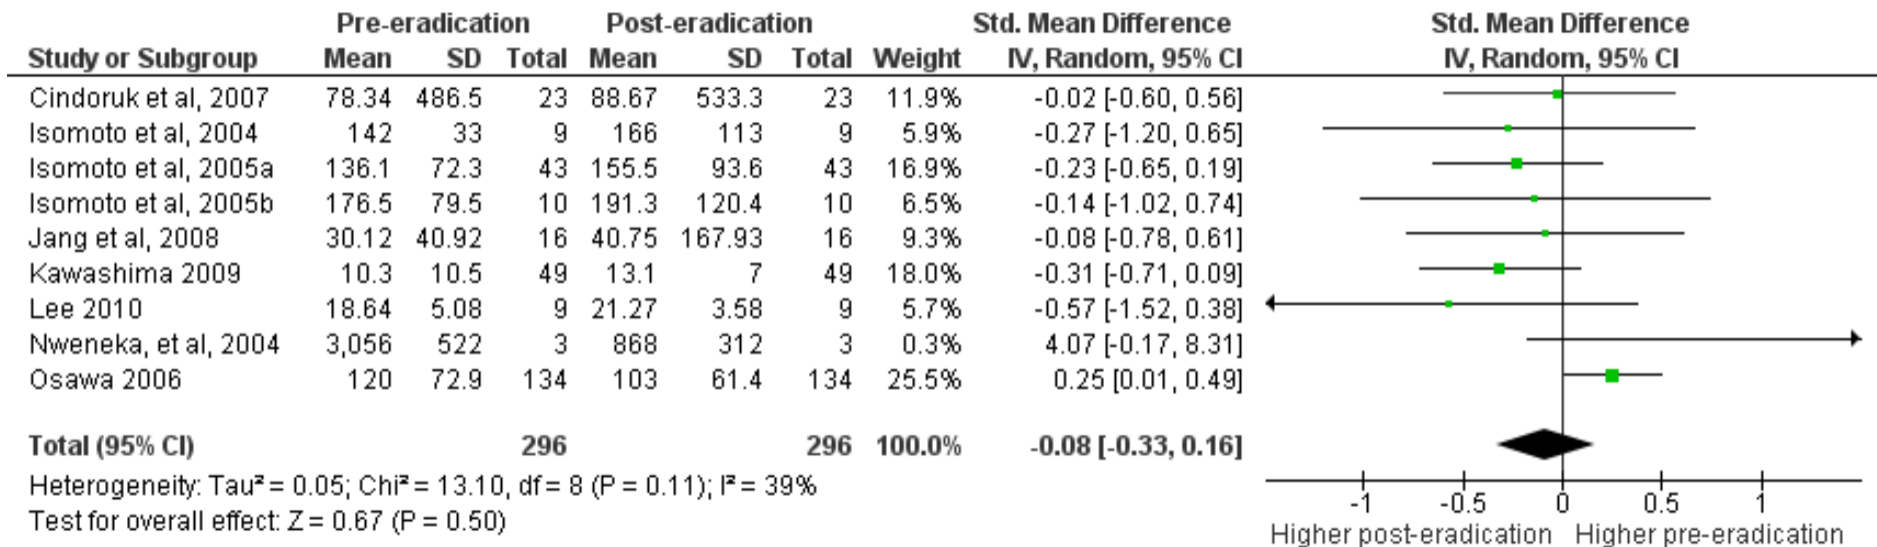 Pre-eradication Post-eradication Std. Mean Difference Std. Mean Difference
Study or Subgroup Mean SD Total Mean SD Total Weight IV, Random, 95% CI IV, Random, 95% CI
Cindoruk et al, 2007 78.34 486.5 23 88.67 533.3 23 11.9% -0.02 [-0.60, 0.56]
Isomoto et al, 2004 142 33 9 166 113 9 5.9% -0.27 [-1.20, 0.65]
Isomoto et al, 2005a 136.1 72.3 43 155.5 93.6 43 16.9% -0.23 [-0.65, 0.19]
Isomoto et al, 2005b 176.5 79.5 10 191.3 120.4 10 6.5% -0.14 [-1.02, 0.74]
Jang et al, 2008 30.12 40.92 16 40.75 167.93 16 9.3% -0.08 [-0.78, 0.61]
Kawashima 2009 10.3 10.5 49 13.1 7 49 18.0% -0.31 [-0.71, 0.09]
Lee 2010 18.64 5.08 9 21.27 3.58 9 5.7% -0.57 [-1.52, 0.38]
Nweneka, et al, 2004 3,056 522 3 868 312 3 0.3% 4.07 [-0.17, 8.31]
Osawa 2006 120 72.9 134 103 61.4 134 25.5% 0.25 [0.01, 0.49]
Total (95% CI) 296 296 100.0% -0.08 [-0.33, 0.16]
Heterogeneity: Tau² = 0.05; Chi² = 13.10, df = 8 (P = 0.11); I² = 39%
Test for overall effect: Z = 0.67 (P = 0.50)
-1 -0.5 0 0.5 1
Higher post-eradication Higher pre-eradication